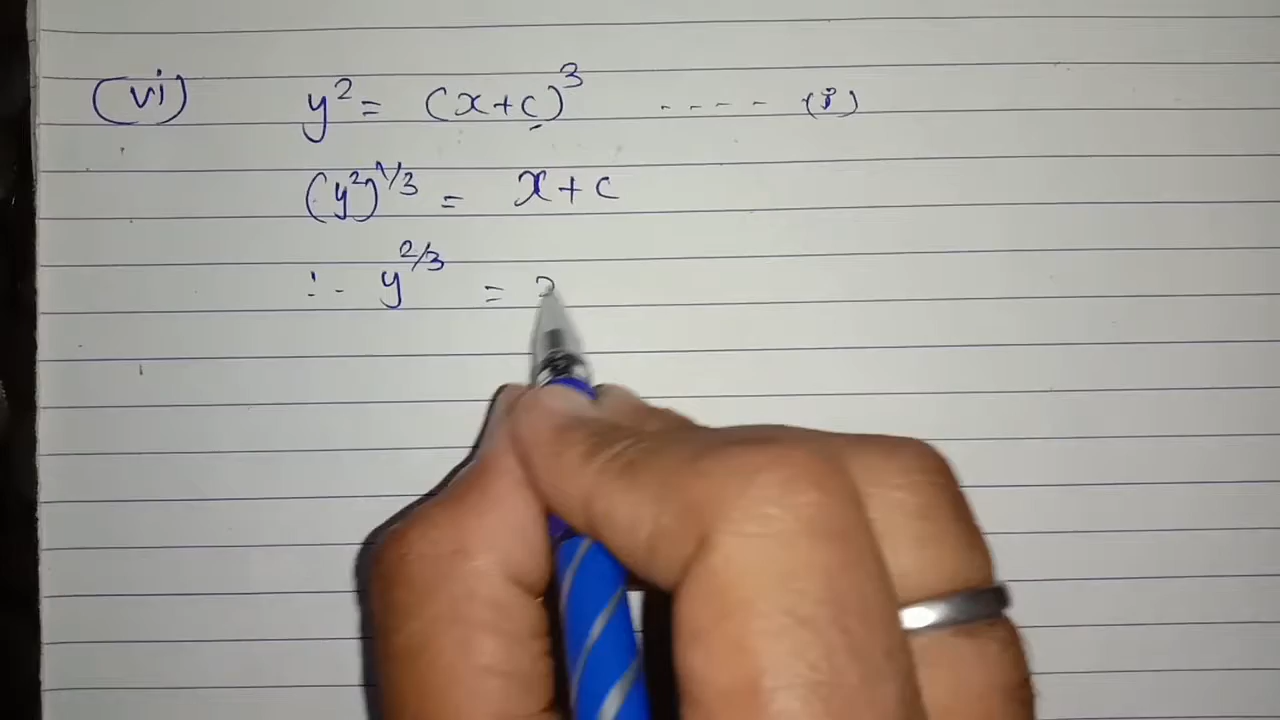 (vi) y² = (x+c)³ ---- (i)
(y²)^1/3 = x+c
∴ y^2/3 =